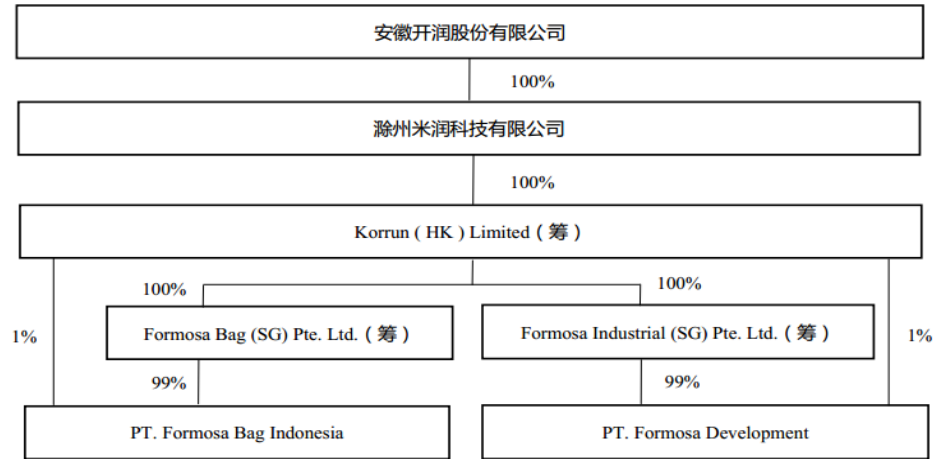 安徽开润股份有限公司
100%
滁州米润科技有限公司
100%
Korrun ( HK ) Limited ( 筹 )
100%
100%
1%
Formosa Bag (SG) Pte. Ltd. ( 筹 )
Formosa Industrial (SG) Pte. Ltd. ( 筹 )
1%
99%
99%
PT. Formosa Bag Indonesia
PT. Formosa Development